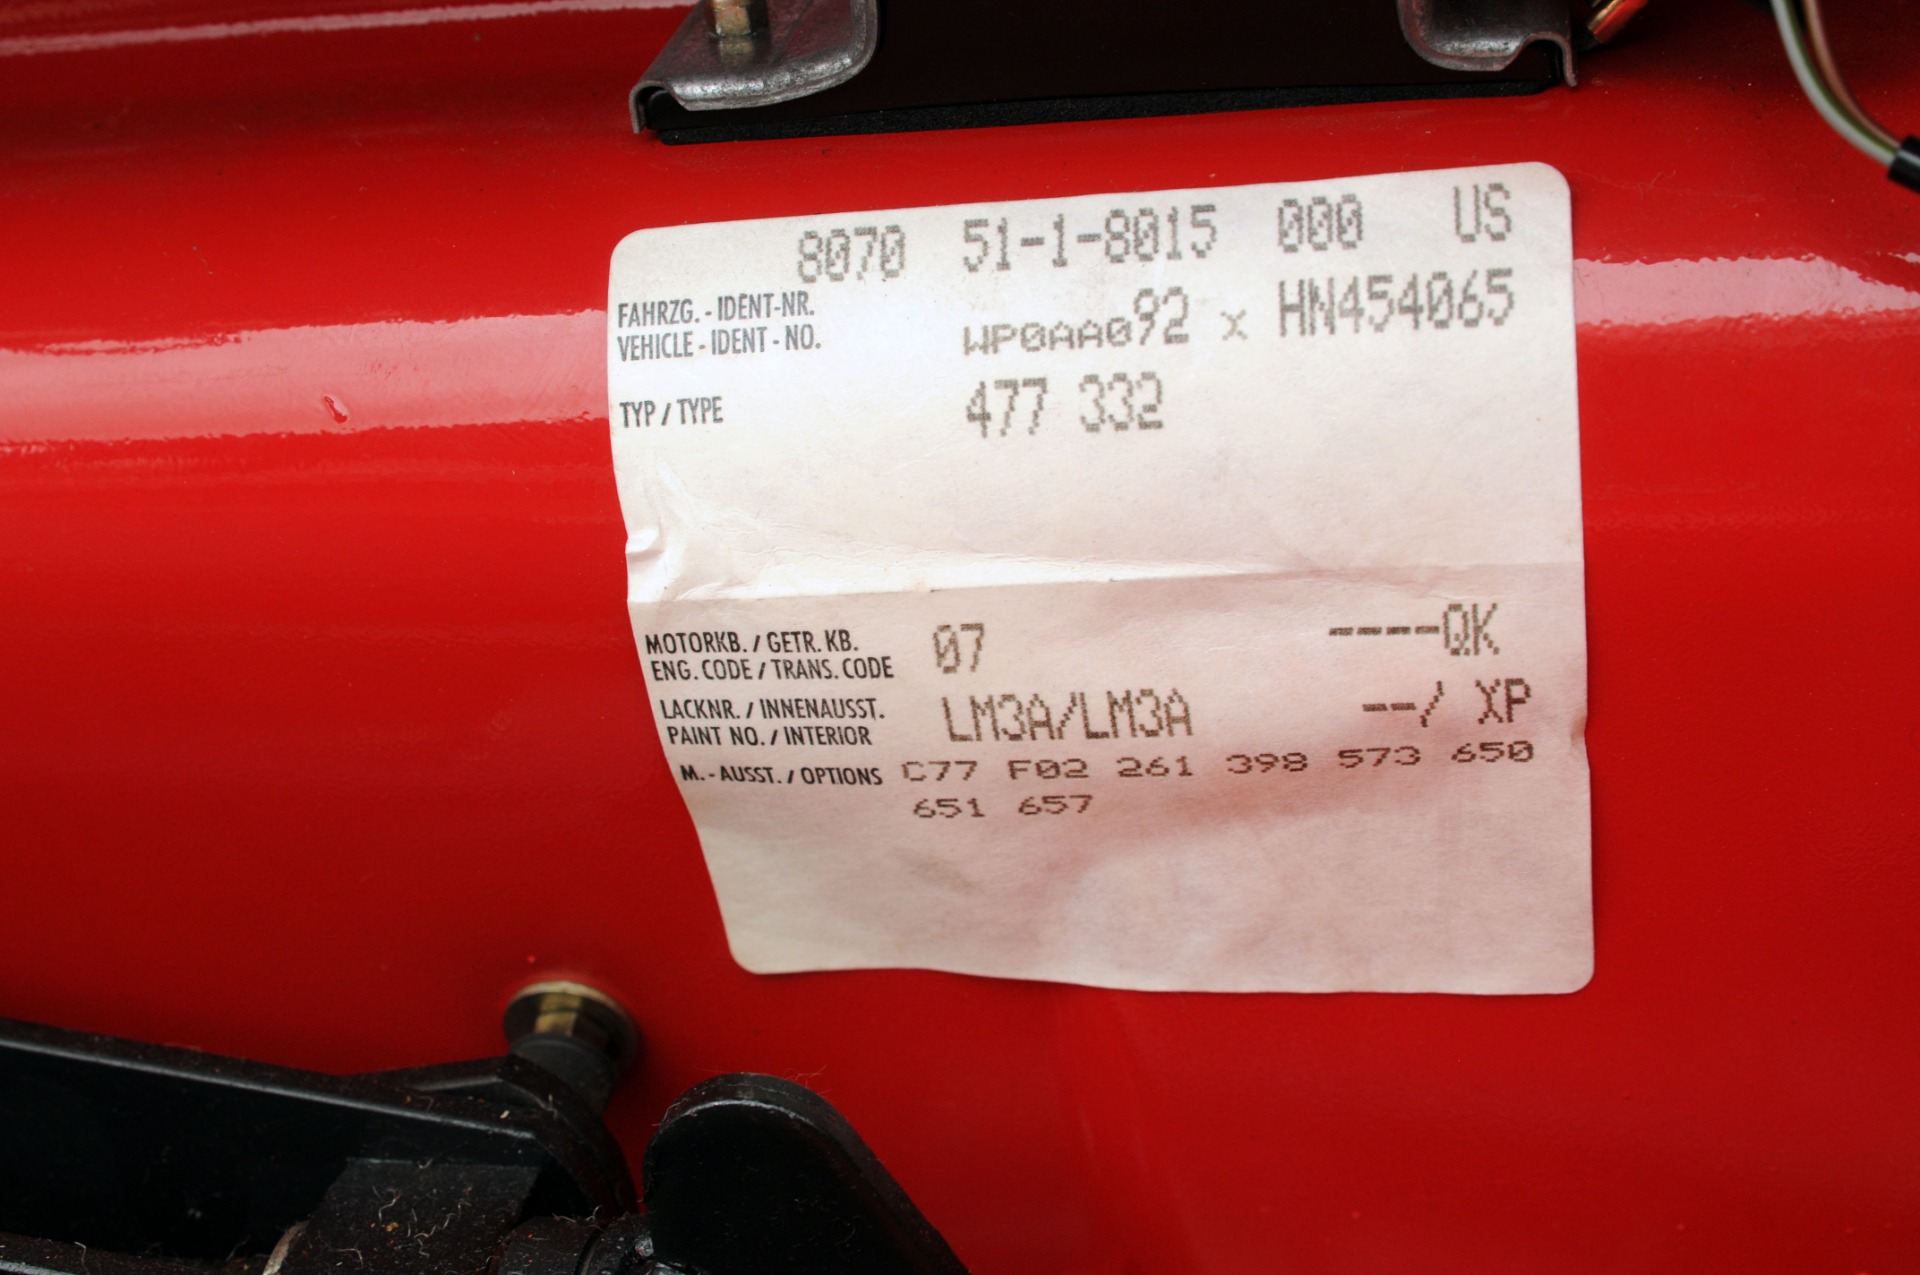 8070 51-1-8015 000 US
FAHRZG.-IDENT-NR.
VEHICLE-IDENT-NO. WP0AA092 x HN454065
TYP/TYPE 477 332
MOTORKB./GETR.KB.
ENG.CODE/TRANS.CODE 07 ----QK
LACKNR./INNENAUSST.
PAINT NO./INTERIOR LM3A/LM3A --/ XP
M.-AUSST./OPTIONS C77 F02 261 398 573 650
651 657